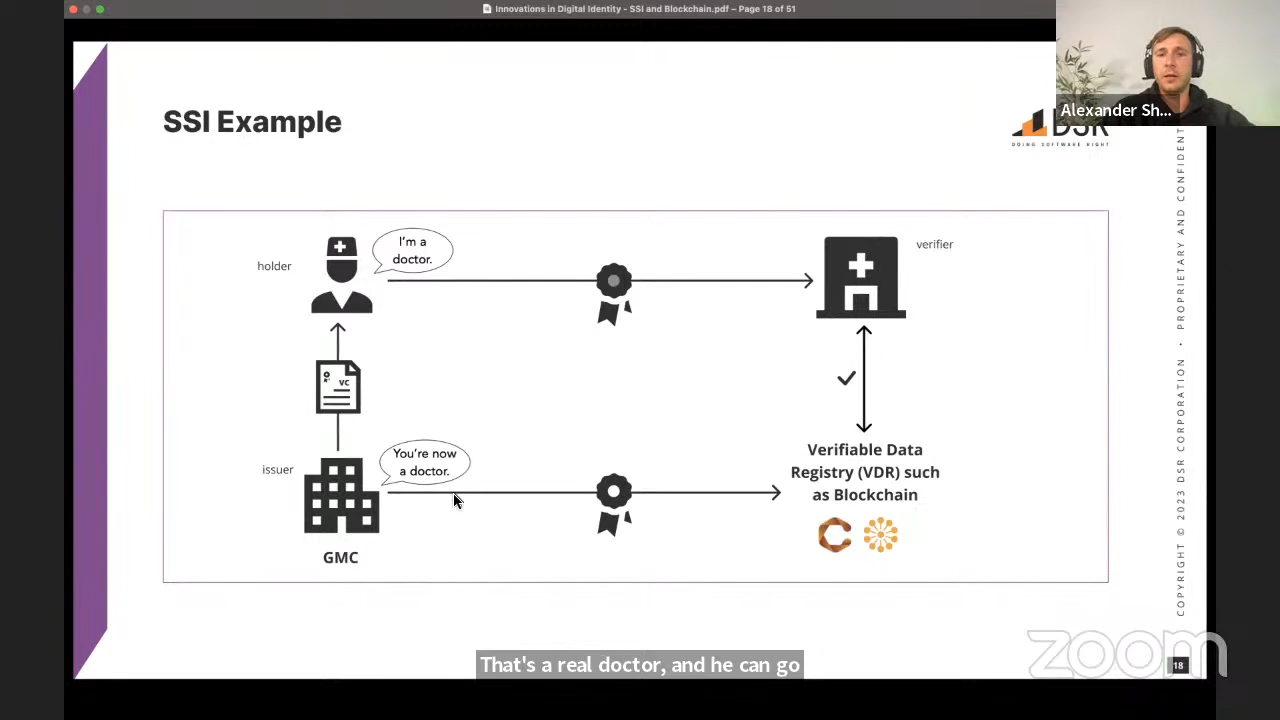 Innovations in Digital Identity - SSI and Blockchain.pdf – Page 18 of 51
Alexander Sh...
SSI Example
DSR
DOING SOFTWARE RIGHT
I'm a
doctor.
holder
verifier
VC
You're now
a doctor.
issuer
GMC
Verifiable Data
Registry (VDR) such
as Blockchain
COPYRIGHT © 2023 DSR CORPORATION • PROPRIETARY AND CONFIDENT
That's a real doctor, and he can go
zoom
18